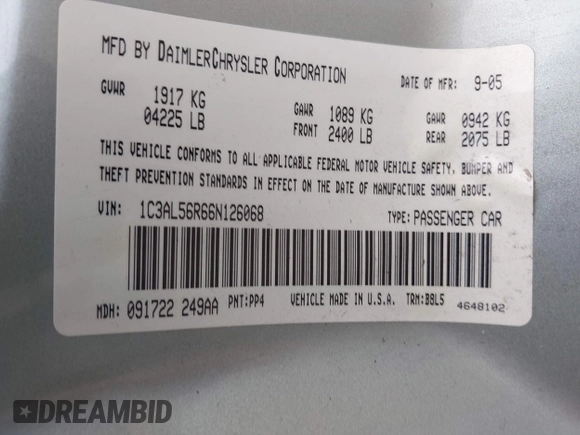 MFD BY DAIMLERCHRYSLER CORPORATION
DATE OF MFR: 9-05
GVWR 1917 KG 04225 LB
GAWR FRONT 1089 KG 2400 LB
GAWR REAR 0942 KG 2075 LB
THIS VEHICLE CONFORMS TO ALL APPLICABLE FEDERAL MOTOR VEHICLE SAFETY, BUMPER AND
THEFT PREVENTION STANDARDS IN EFFECT ON THE DATE OF MANUFACTURE SHOWN ABOVE.
VIN: 1C3AL56R66N126068 TYPE: PASSENGER CAR
MDH: 091722 249AA PNT:PP4 VEHICLE MADE IN U.S.A. TRM:B8L5 4648102
DREAMBID